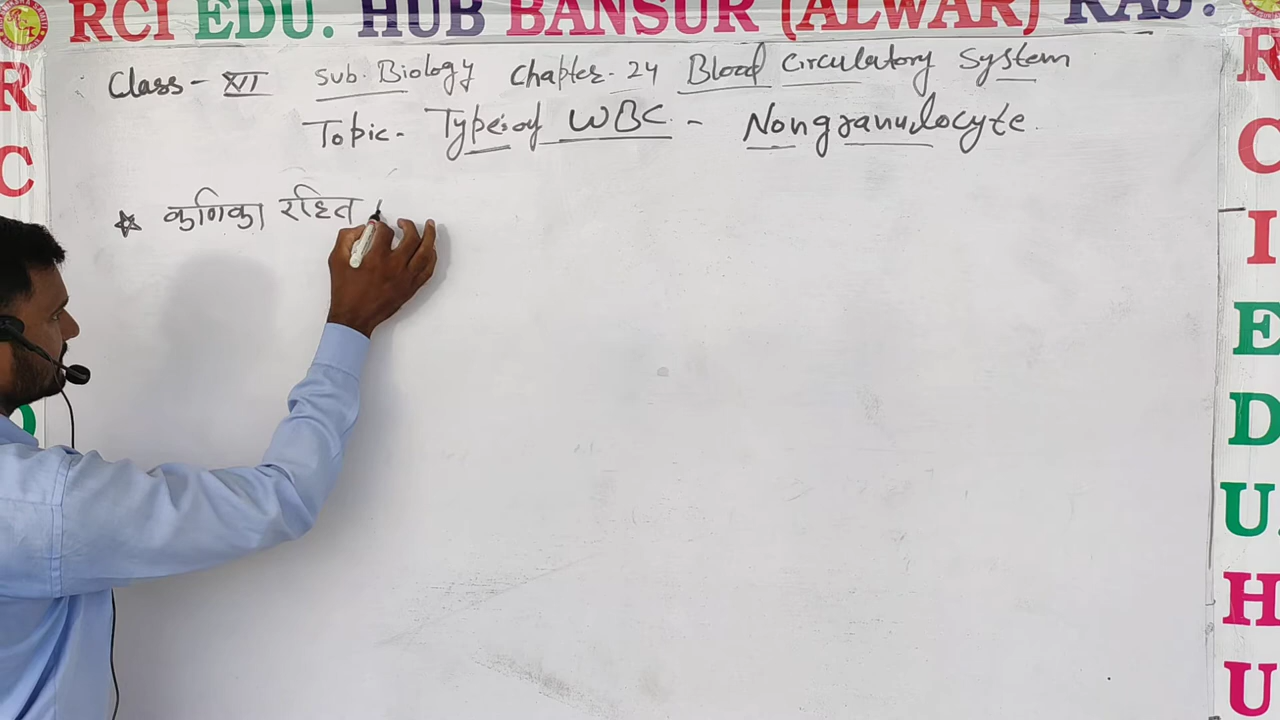 RCI EDU. HUB BANSUR (ALWAR) RAJ.
Class - XII Sub. Biology Chapter - 24 Blood Circulatory System
Topic - Types of WBC - Nongranulocyte.
☆ कणिका रहित
R
C
R
C
I
E
D
U.
H
U